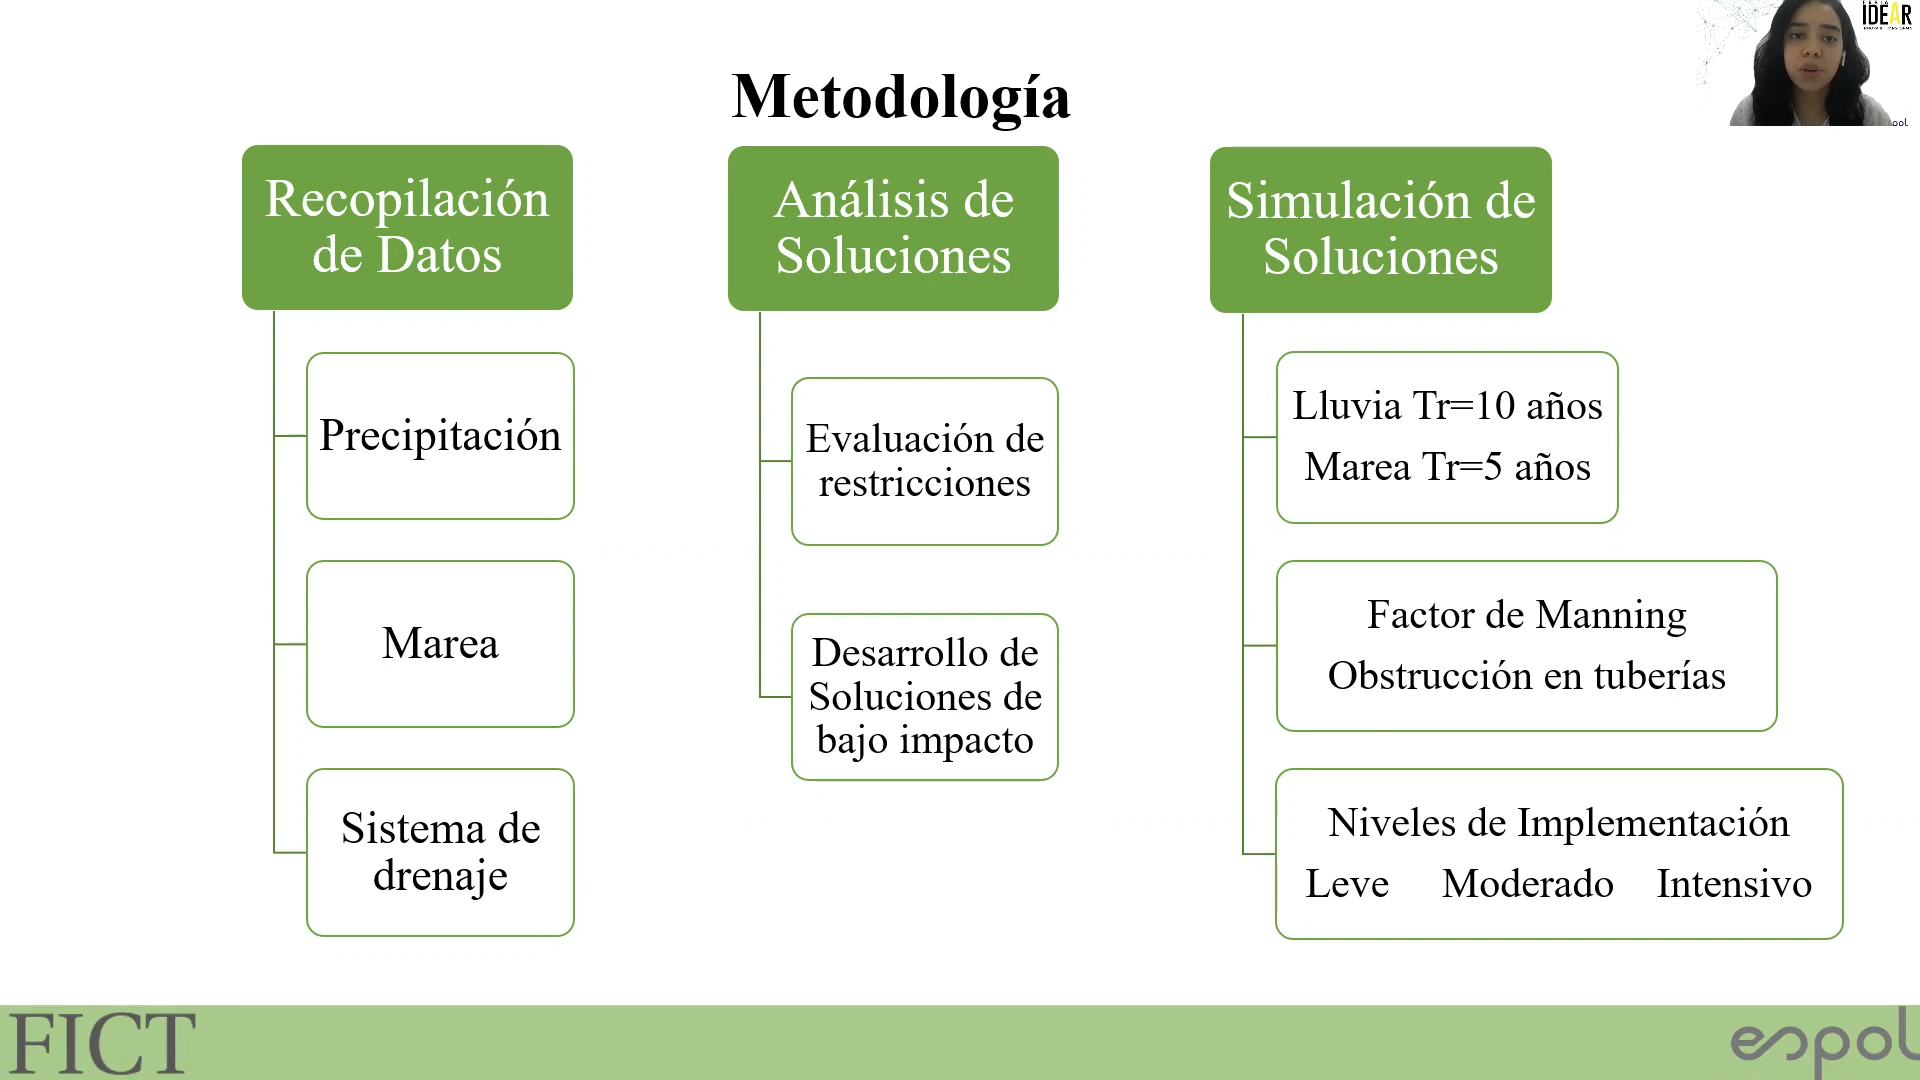 IDEAR
Metodología
Recopilación
de Datos
Precipitación
Marea
Sistema de
drenaje
Análisis de
Soluciones
Evaluación de
restricciones
Desarrollo de
Soluciones de
bajo impacto
Simulación de
Soluciones
Lluvia Tr=10 años
Marea Tr=5 años
Factor de Manning
Obstrucción en tuberías
Niveles de Implementación
Leve Moderado Intensivo
FICT
espol